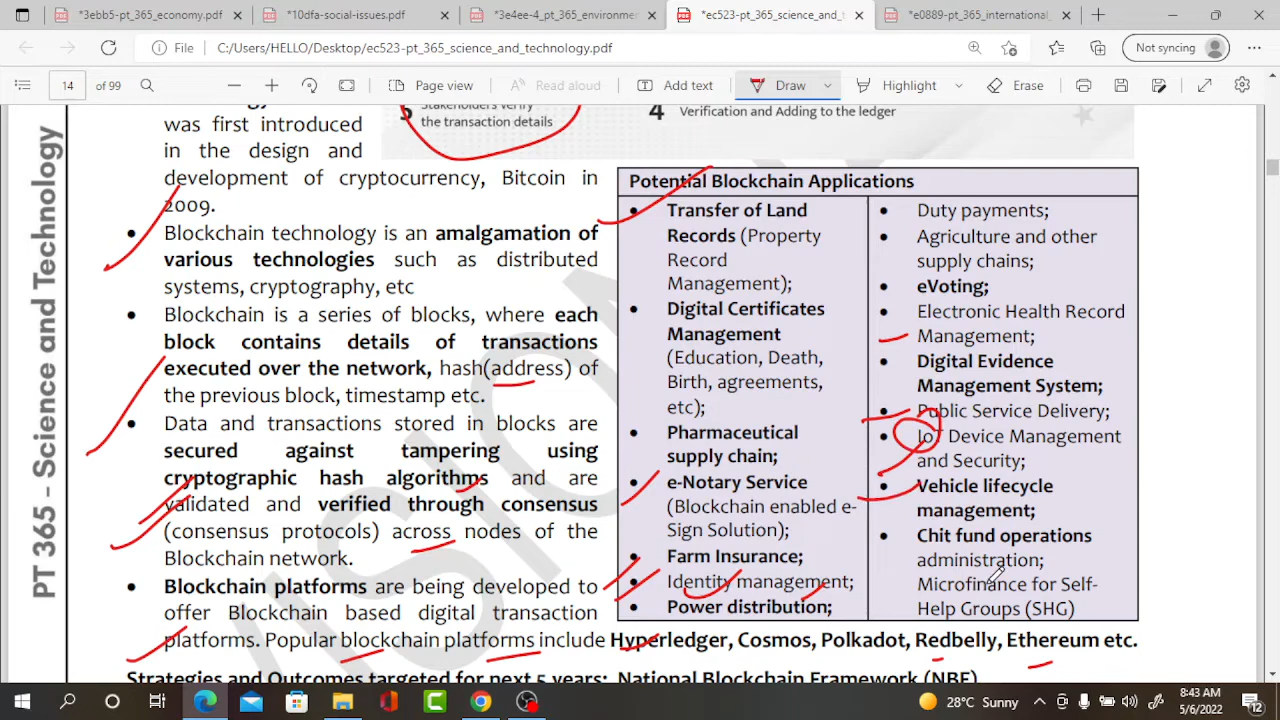 *3ebb5-pt_365_economy.pdf
*10dfa-social-issues.pdf
*3e4ee-4_pt_365_environmen
*ec523-pt_365_science_and_t
*e0889-pt_365_international_
File
C:/Users/HELLO/Desktop/ec523-pt_365_science_and_technology.pdf
Not syncing
14 of 99
Page view
Read aloud
Add text
Draw
Highlight
Erase
PT 365 - Science and Technology
5 Stakeholders verify
the transaction details
4 Verification and Adding to the ledger
was first introduced
in the design and
development of cryptocurrency, Bitcoin in
2009.
• Blockchain technology is an amalgamation of
various technologies such as distributed
systems, cryptography, etc
• Blockchain is a series of blocks, where each
block contains details of transactions
executed over the network, hash(address) of
the previous block, timestamp etc.
• Data and transactions stored in blocks are
secured against tampering using
cryptographic hash algorithms and are
validated and verified through consensus
(consensus protocols) across nodes of the
Blockchain network.
• Blockchain platforms are being developed to
offer Blockchain based digital transaction
platforms. Popular blockchain platforms include Hyperledger, Cosmos, Polkadot, Redbelly, Ethereum etc.
Potential Blockchain Applications
• Transfer of Land
Records (Property
Record
Management);
• Digital Certificates
Management
(Education, Death,
Birth, agreements,
etc);
• Pharmaceutical
supply chain;
• e-Notary Service
(Blockchain enabled e-
Sign Solution);
• Farm Insurance;
• Identity management;
• Power distribution;
• Duty payments;
• Agriculture and other
supply chains;
• eVoting;
• Electronic Health Record
Management;
• Digital Evidence
Management System;
• Public Service Delivery;
• IoT Device Management
and Security;
• Vehicle lifecycle
management;
• Chit fund operations
administration;
Microfinance for Self-
Help Groups (SHG)
Strategies and Outcomes targeted for next 5 years: National Blockchain Framework (NBF)
28°C Sunny
8:43 AM
5/6/2022
12